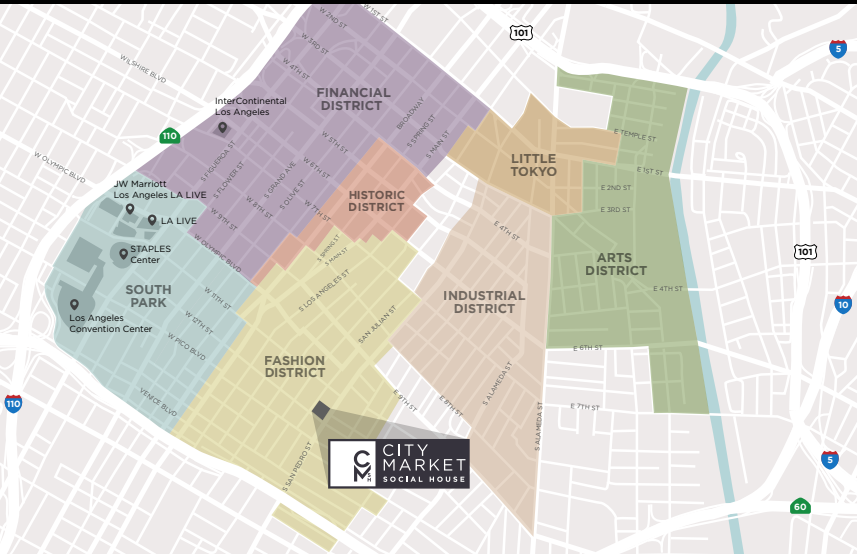 W 1ST ST
W 2ND ST
W 3RD ST
W 4TH ST
101
5
WILSHIRE BLVD
FINANCIAL
DISTRICT
InterContinental
Los Angeles
BROADWAY
S SPRING ST
S MAIN ST
110
W 5TH ST
W 6TH ST
W 7TH ST
W 8TH ST
W 9TH ST
S FIGUEROA ST
S FLOWER ST
S GRAND AVE
S OLIVE ST
W OLYMPIC BLVD
LITTLE
TOKYO
E TEMPLE ST
E 1ST ST
E 2ND ST
E 3RD ST
JW Marriott
Los Angeles LA LIVE
LA LIVE
HISTORIC
DISTRICT
E 4TH ST
STAPLES
Center
W OLYMPIC BLVD
S SPRING ST
S MAIN ST
101
ARTS
DISTRICT
SOUTH
PARK
W 11TH ST
W 12TH ST
W PICO BLVD
VENICE BLVD
S LOS ANGELES ST
SAN JULIAN ST
INDUSTRIAL
DISTRICT
E 4TH ST
10
Los Angeles
Convention Center
E 6TH ST
FASHION
DISTRICT
S ALAMEDA ST
E 9TH ST
E 8TH ST
S ALAMEDA ST
E 7TH ST
110
S SAN PEDRO ST
CM
SH
CITY
MARKET
SOCIAL HOUSE
5
60